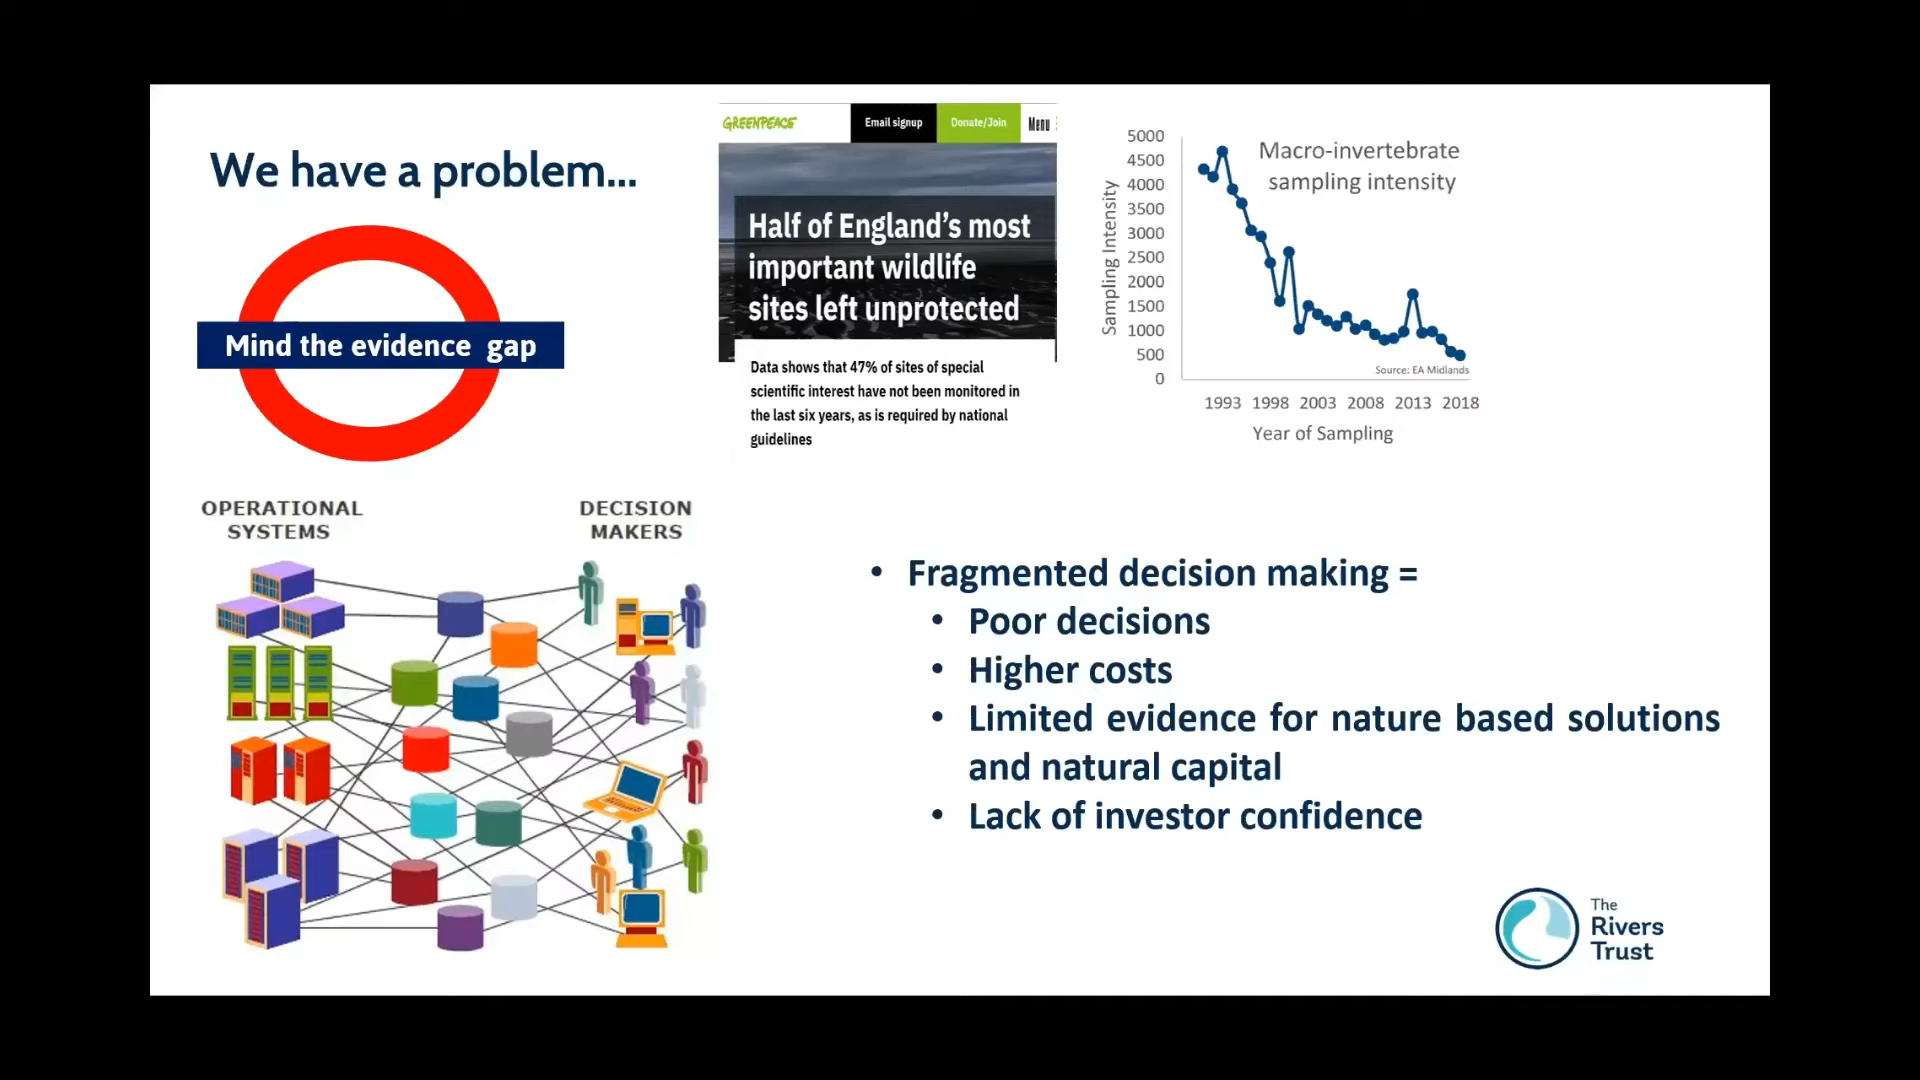 We have a problem...
Mind the evidence gap
GREENPEACE
Email signup
Donate/Join
Menu
Half of England's most
important wildlife
sites left unprotected
Data shows that 47% of sites of special
scientific interest have not been monitored in
the last six years, as is required by national
guidelines
Macro-invertebrate
sampling intensity
Sampling Intensity
5000
4500
4000
3500
3000
2500
2000
1500
1000
500
0
Source: EA Midlands
1993 1998 2003 2008 2013 2018
Year of Sampling
OPERATIONAL
SYSTEMS
DECISION
MAKERS
• Fragmented decision making =
• Poor decisions
• Higher costs
• Limited evidence for nature based solutions
and natural capital
• Lack of investor confidence
The
Rivers
Trust